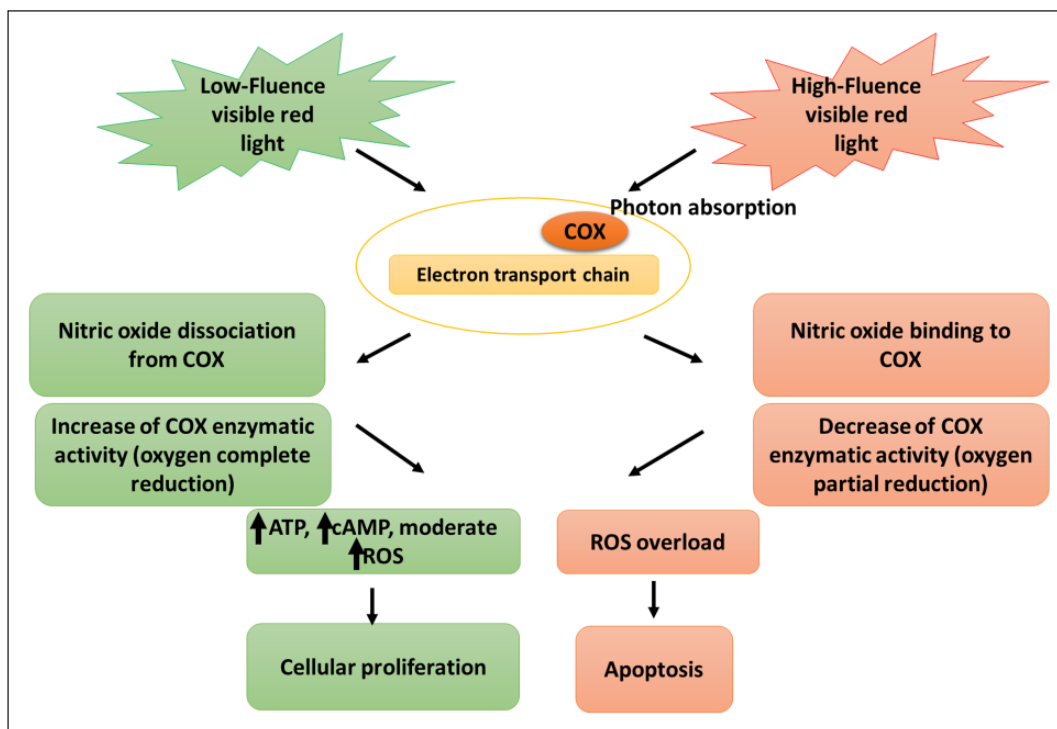 Low-Fluence
visible red
light
High-Fluence
visible red
light
Photon absorption
COX
Electron transport chain
Nitric oxide dissociation
from COX
Nitric oxide binding to
COX
Increase of COX enzymatic
activity (oxygen complete
reduction)
Decrease of COX
enzymatic activity (oxygen
partial reduction)
ATP, cAMP, moderate
ROS
ROS overload
Cellular proliferation
Apoptosis